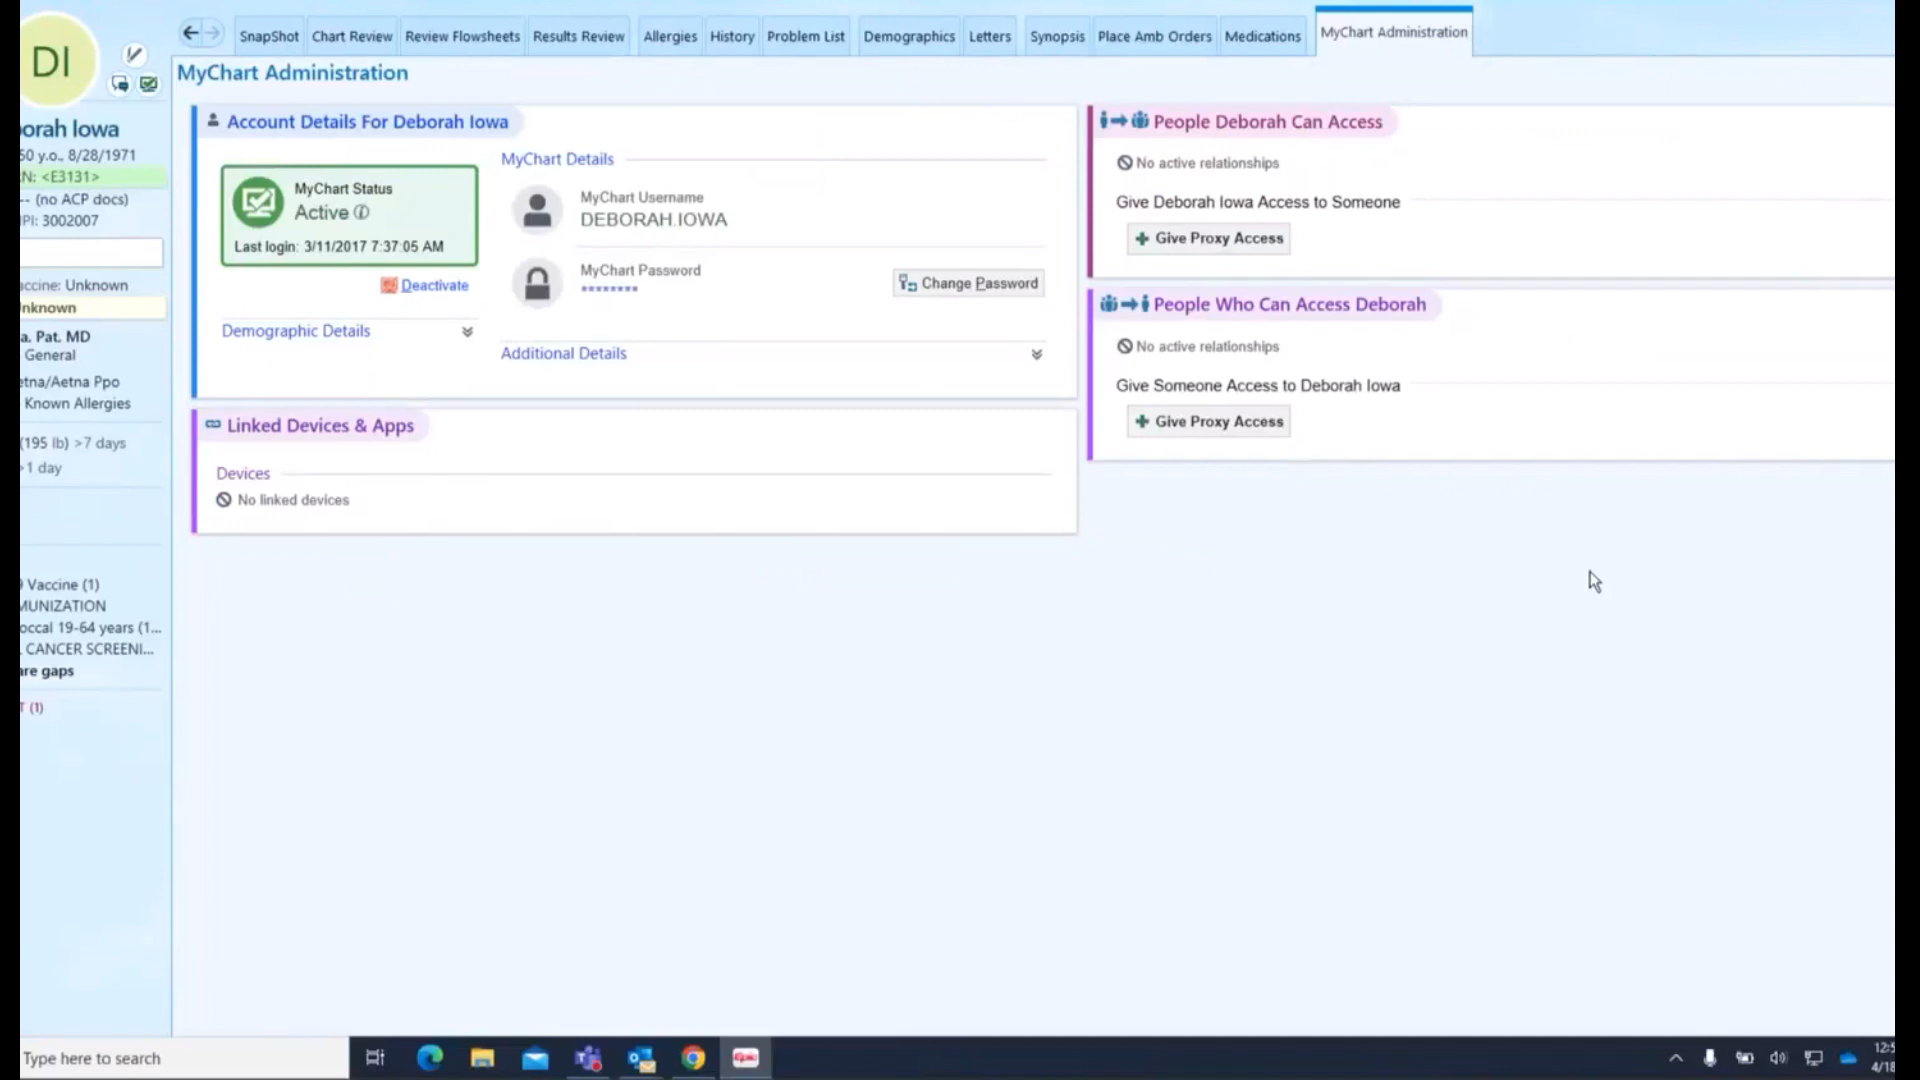 DI
SnapShot Chart Review Review Flowsheets Results Review Allergies History Problem List Demographics Letters Synopsis Place Amb Orders Medications MyChart Administration
MyChart Administration
orah Iowa
50 y.o., 8/28/1971
N: <E3131>
-- (no ACP docs)
PI: 3002007
ccine: Unknown
nknown
a. Pat. MD
General
etna/Aetna Ppo
Known Allergies
(195 lb) >7 days
>1 day
9 Vaccine (1)
MUNIZATION
occal 19-64 years (1...
L CANCER SCREENI...
are gaps
T (1)
Account Details For Deborah Iowa
MyChart Status
Active
Last login: 3/11/2017 7:37:05 AM
Deactivate
Demographic Details
MyChart Details
MyChart Username
DEBORAH.IOWA
MyChart Password
********
Change Password
Additional Details
Linked Devices & Apps
Devices
No linked devices
People Deborah Can Access
No active relationships
Give Deborah Iowa Access to Someone
Give Proxy Access
People Who Can Access Deborah
No active relationships
Give Someone Access to Deborah Iowa
Give Proxy Access
Type here to search
Epic
12:5
4/18